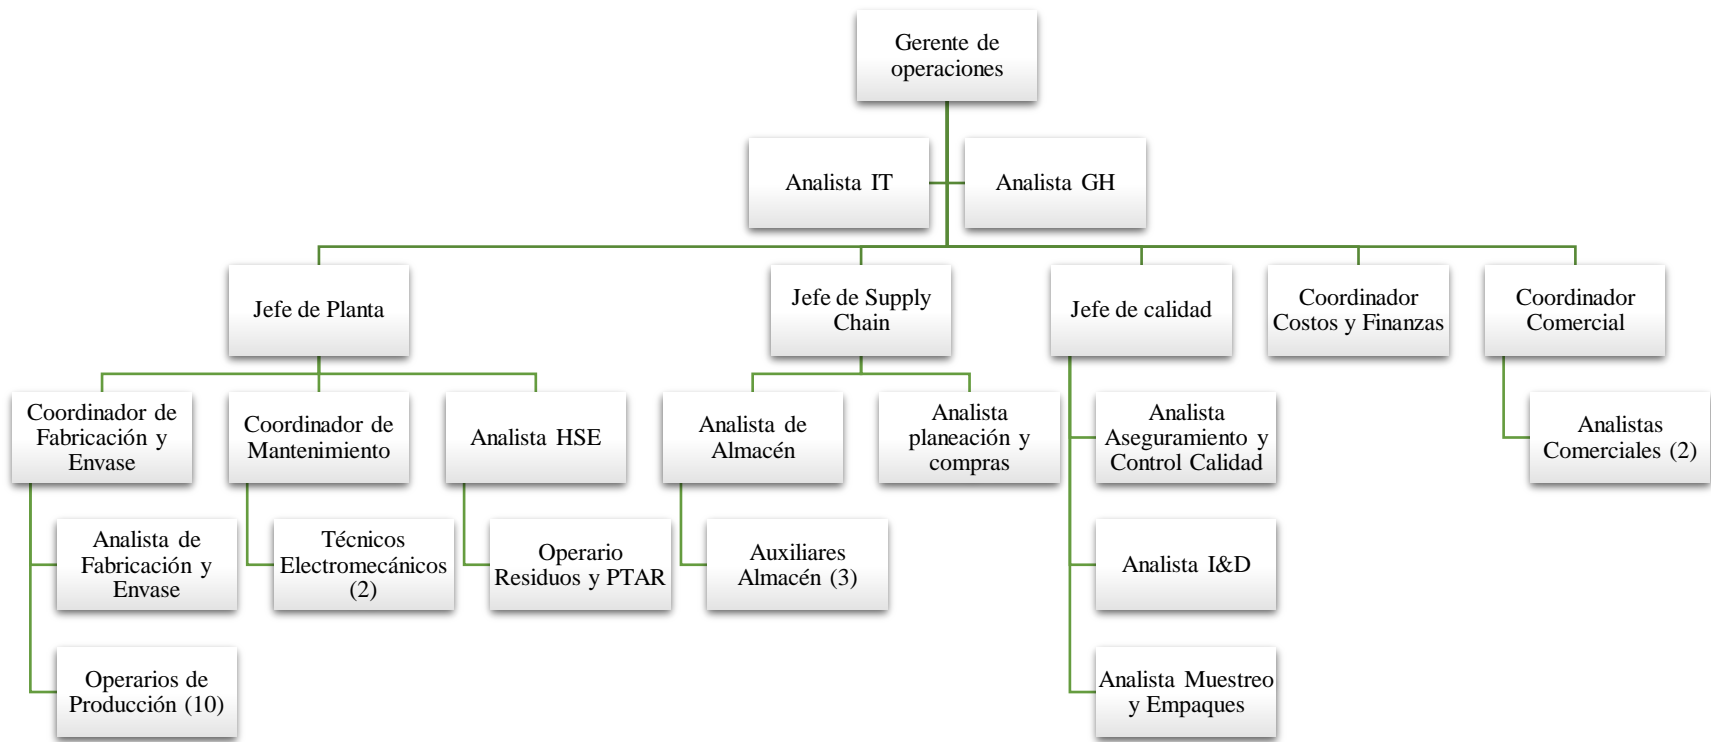 Gerente de
operaciones
Analista IT
Analista GH
Jefe de Planta
Jefe de Supply
Chain
Jefe de calidad
Coordinador
Costos y Finanzas
Coordinador
Comercial
Coordinador de
Fabricación y
Envase
Coordinador de
Mantenimiento
Analista HSE
Analista de
Almacén
Analista
planeación y
compras
Analista
Aseguramiento y
Control Calidad
Analistas
Comerciales (2)
Analista de
Fabricación y
Envase
Técnicos
Electromecánicos
(2)
Operario
Residuos y PTAR
Auxiliares
Almacén (3)
Analista I&D
Operarios de
Producción (10)
Analista Muestreo
y Empaques